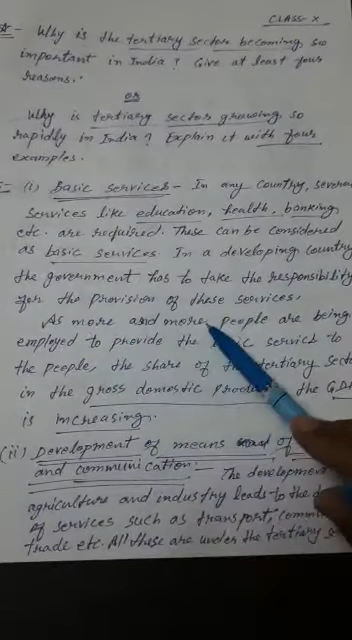 CLASS- X
Why is the tertiary sector becoming so
important in India? Give at least four
reasons.
or
Why is tertiary sector growing so
rapidly in India? Explain it with four
examples.
(i) Basic services - In any country, several
services like education, health, banking
etc. are required. These can be considered
as basic services. In a developing country
the government has to take the responsibility
for the provision of these services.
As more and more people are being
employed to provide the service to
the people, the share of the tertiary sector
in the gross domestic the GDP
is increasing.
(ii) Development of means of
and communication: - The development
agriculture and industry leads to the
of services such as transport,
trade etc. All these are under the tertiary